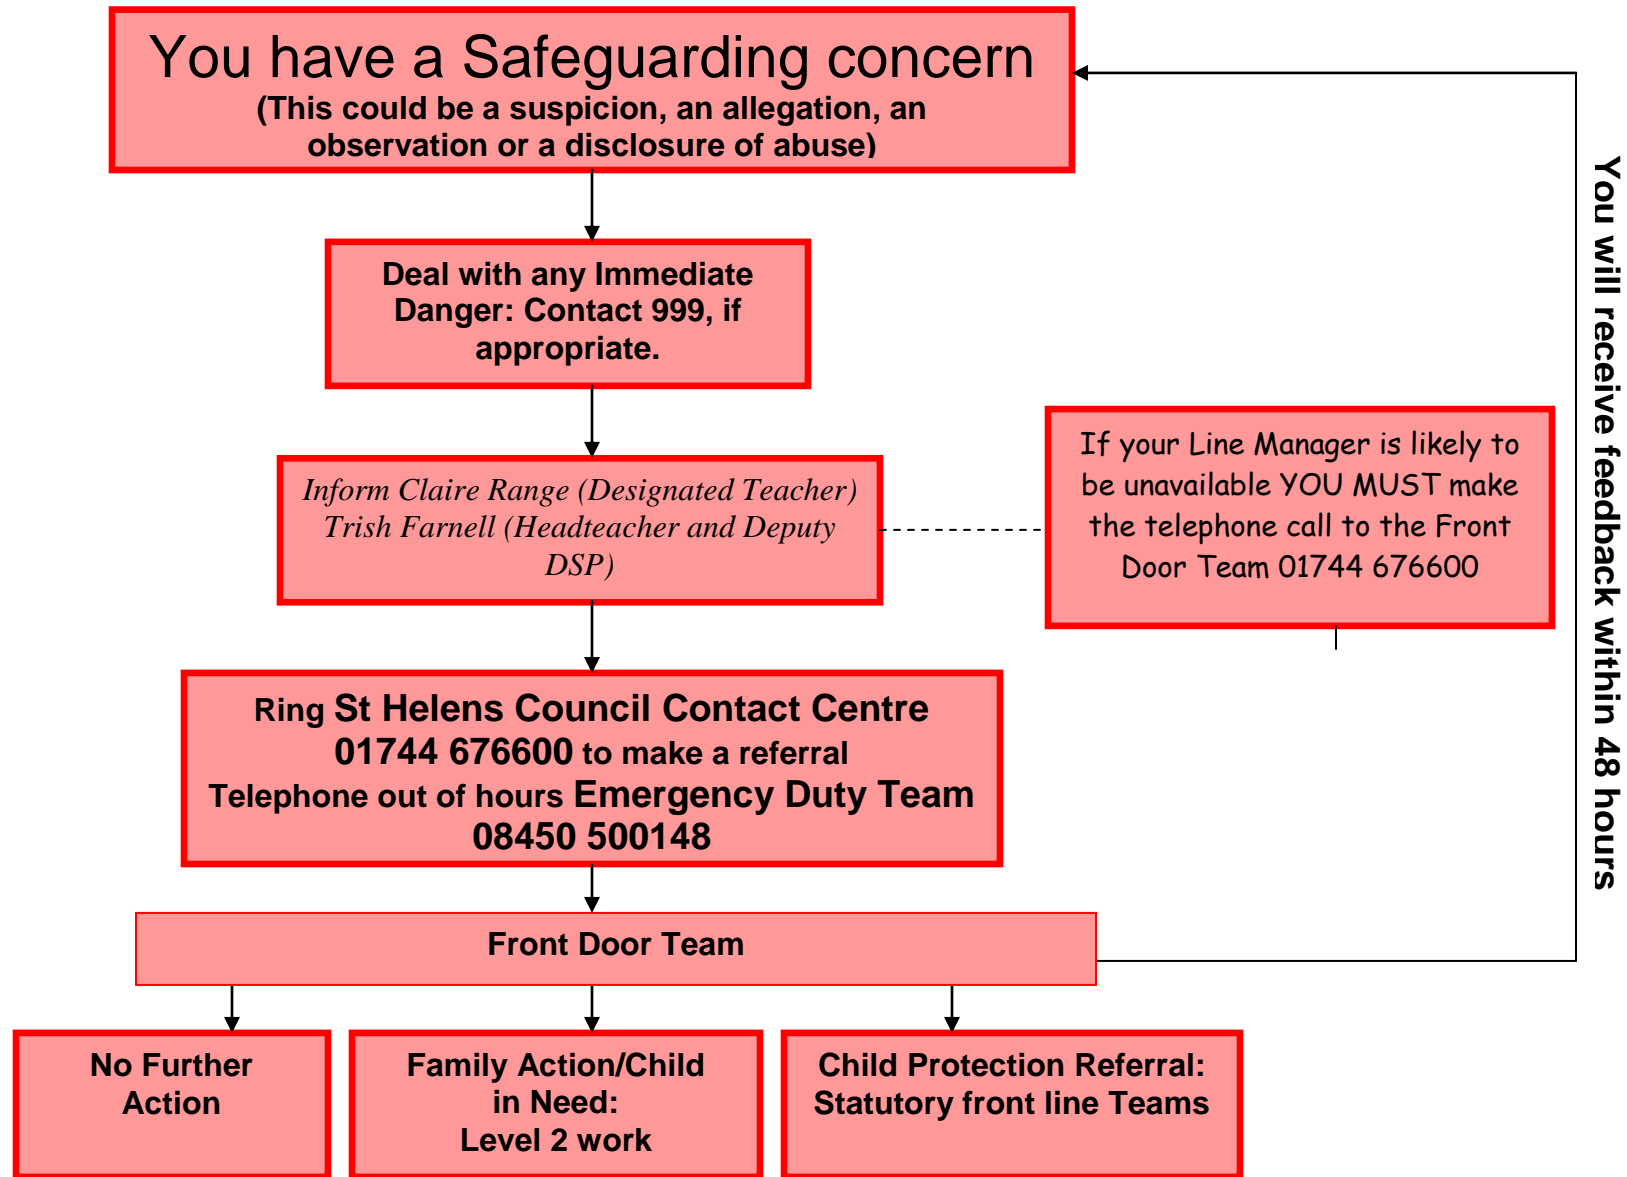 You have a Safeguarding concern
(This could be a suspicion, an allegation, an
observation or a disclosure of abuse)
Deal with any Immediate
Danger: Contact 999, if
appropriate.
Inform Claire Range (Designated Teacher)
Trish Farnell (Headteacher and Deputy
DSP)
If your Line Manager is likely to
be unavailable YOU MUST make
the telephone call to the Front
Door Team 01744 676600
Ring St Helens Council Contact Centre
01744 676600 to make a referral
Telephone out of hours Emergency Duty Team
08450 500148
Front Door Team
No Further
Action
Family Action/Child
in Need:
Level 2 work
Child Protection Referral:
Statutory front line Teams
You will receive feedback within 48 hours